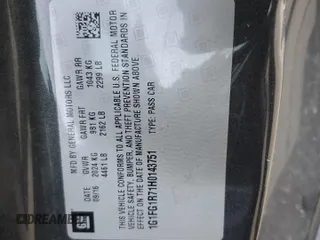 MFD BY GENERAL MOTORS LLC
DATE GVWR GAWR FRT GAWR RR
09/16 2024 KG 981 KG 1043 KG
4461 LB 2162 LB 2299 LB
THIS VEHICLE CONFORMS TO ALL APPLICABLE U.S. FEDERAL MOTOR
VEHICLE SAFETY, BUMPER, AND THEFT PREVENTION STANDARDS IN
EFFECT ON THE DATE OF MANUFACTURE SHOWN ABOVE.
1G1FG1R71H0143751 TYPE: PASS CAR